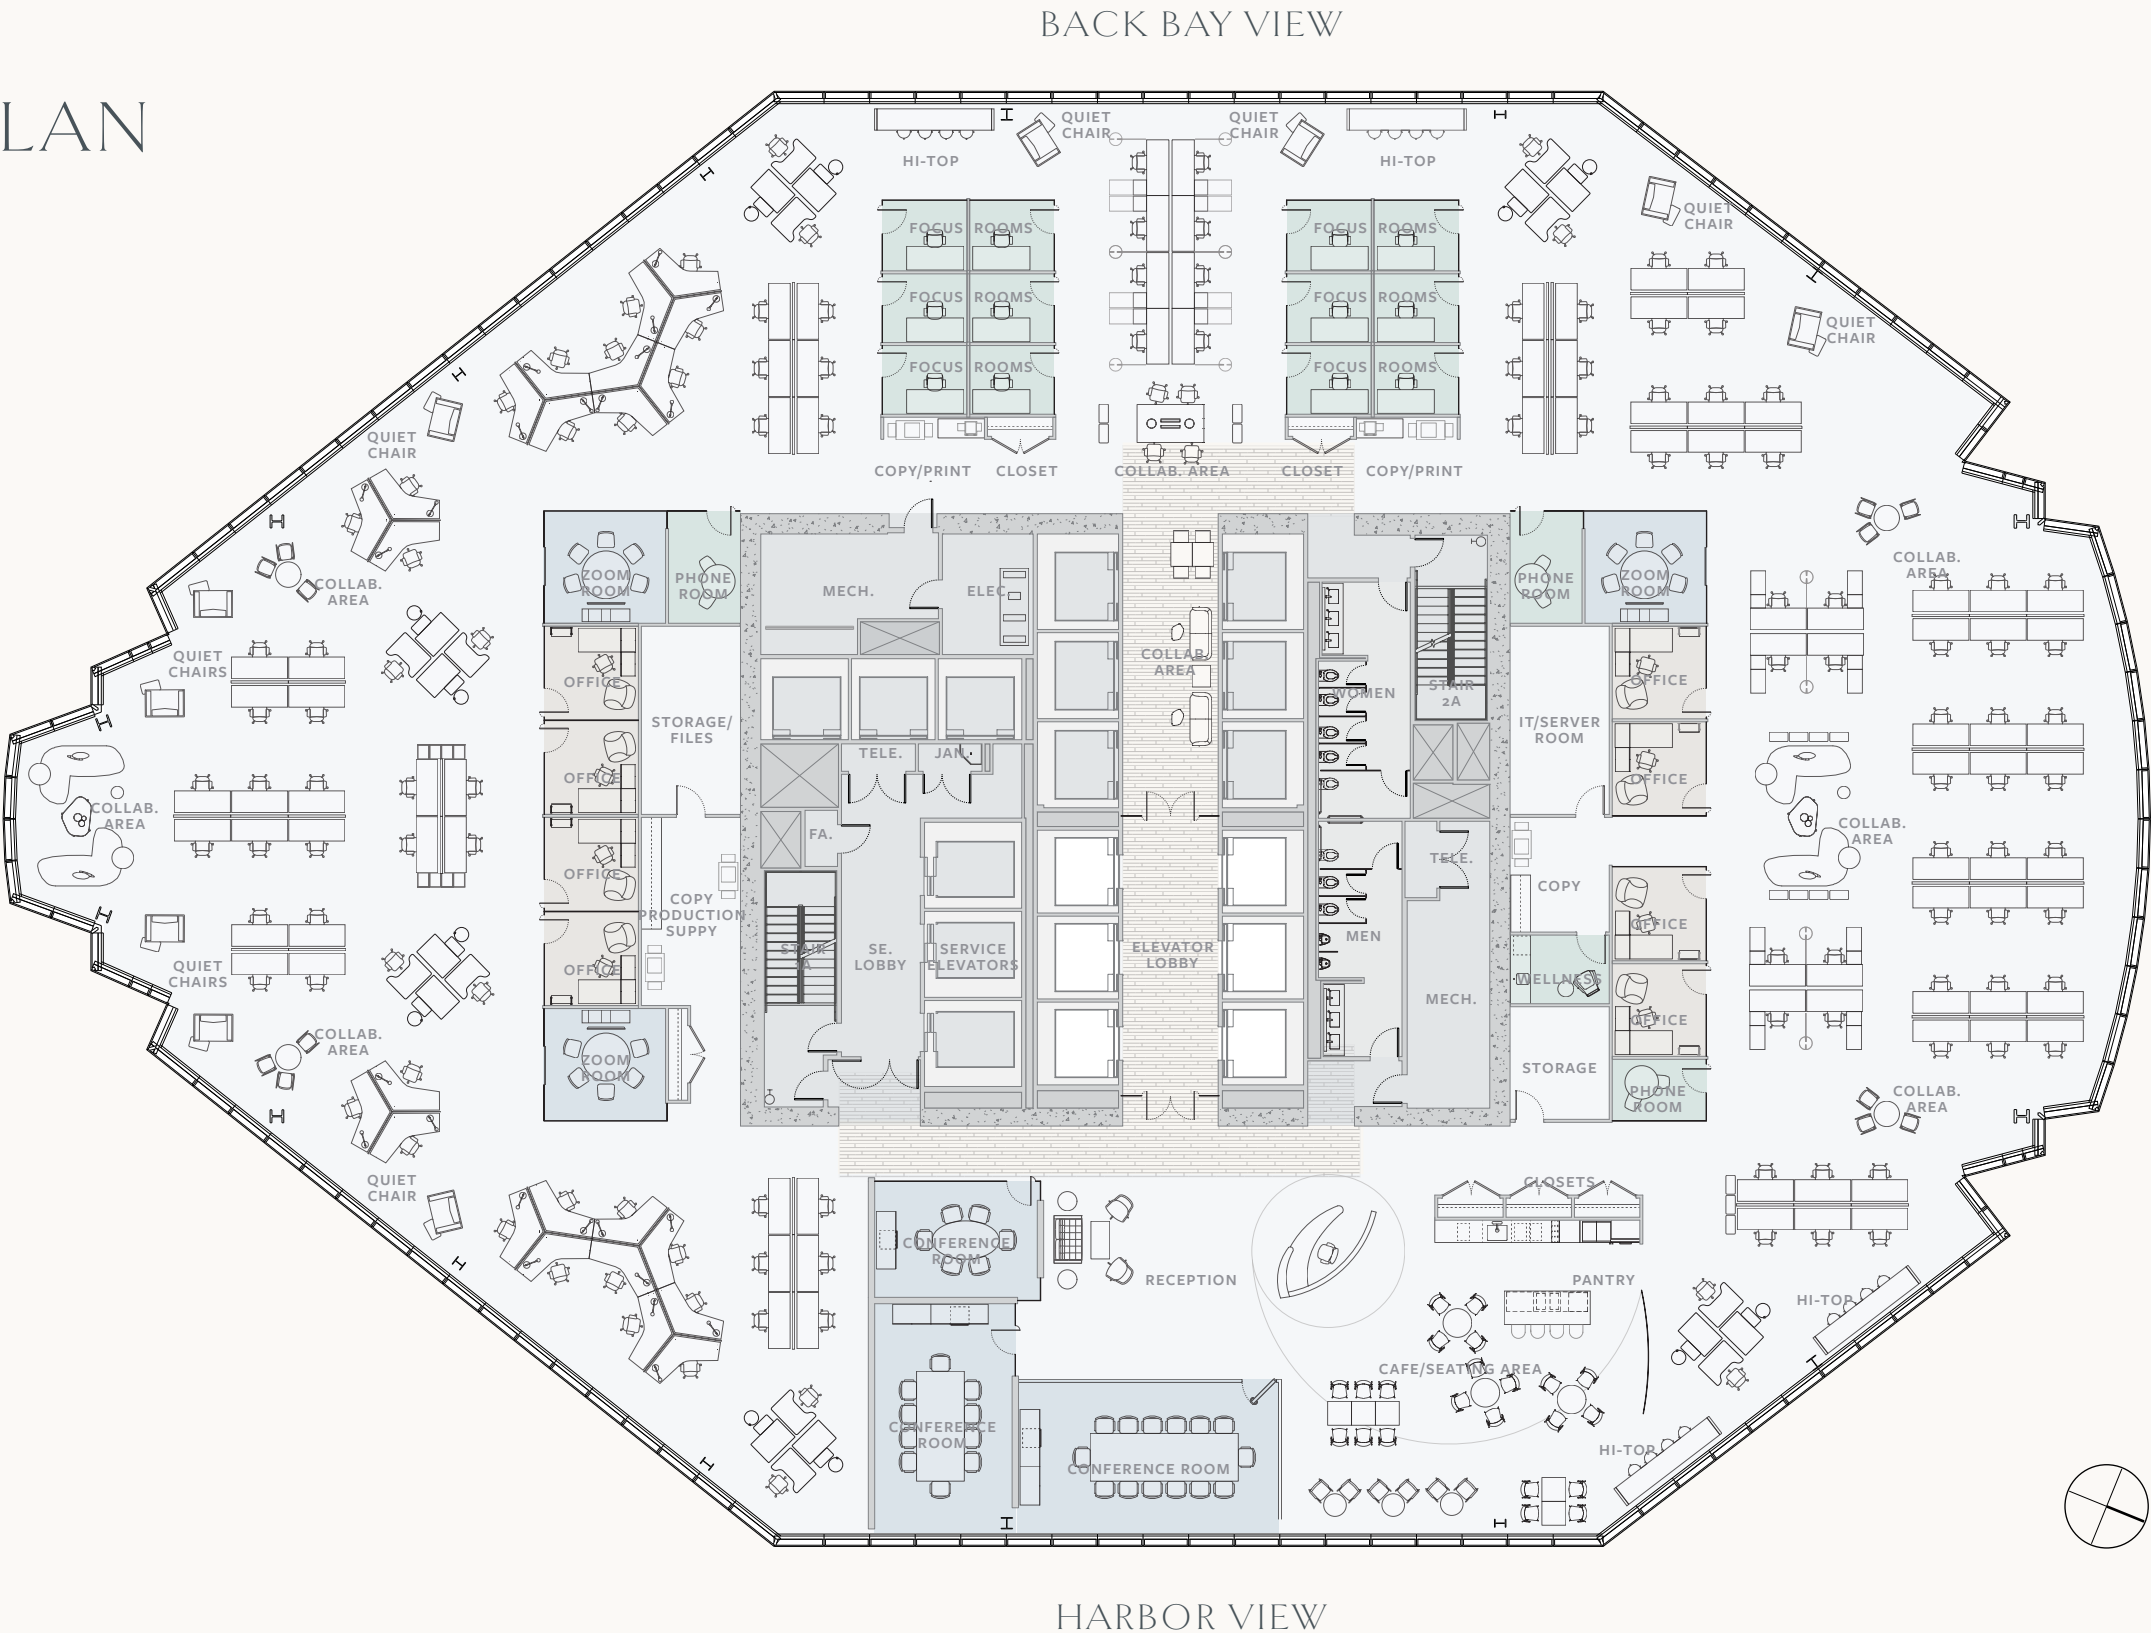 BACK BAY VIEW
LAN
QUIET
CHAIR
QUIET
CHAIR
HI-TOP
HI-TOP
QUIET
CHAIR
FOCUS ROOMS
FOCUS ROOMS
FOCUS ROOMS
FOCUS ROOMS
QUIET
CHAIR
FOCUS ROOMS
FOCUS ROOMS
QUIET
CHAIR
COPY/PRINT
CLOSET
COLLAB. AREA
CLOSET
COPY/PRINT
COLLAB.
AREA
COLLAB.
AREA
ZOOM
ROOM
PHONE
ROOM
MECH.
ELEC
PHONE
ROOM
ZOOM
ROOM
QUIET
CHAIRS
OFFICE
STORAGE/
FILES
COLLAB
AREA
WOMEN
STAIR
2A
IT/SERVER
ROOM
OFFICE
TELE.
JAN.
OFFICE
OFFICE
COLLAB.
AREA
FA.
COLLAB.
AREA
OFFICE
COPY
PRODUCTION
SUPPY
TELE.
COPY
OFFICE
STAIR
1A
SE.
LOBBY
SERVICE
ELEVATORS
ELEVATOR
LOBBY
MEN
QUIET
CHAIRS
OFFICE
WELLNESS
MECH.
OFFICE
COLLAB.
AREA
ZOOM
ROOM
STORAGE
PHONE
ROOM
COLLAB.
AREA
QUIET
CHAIR
CLOSETS
CONFERENCE
ROOM
RECEPTION
PANTRY
HI-TOP
CAFE/SEATING AREA
CONFERENCE
ROOM
CONFERENCE ROOM
HI-TOP
HARBOR VIEW